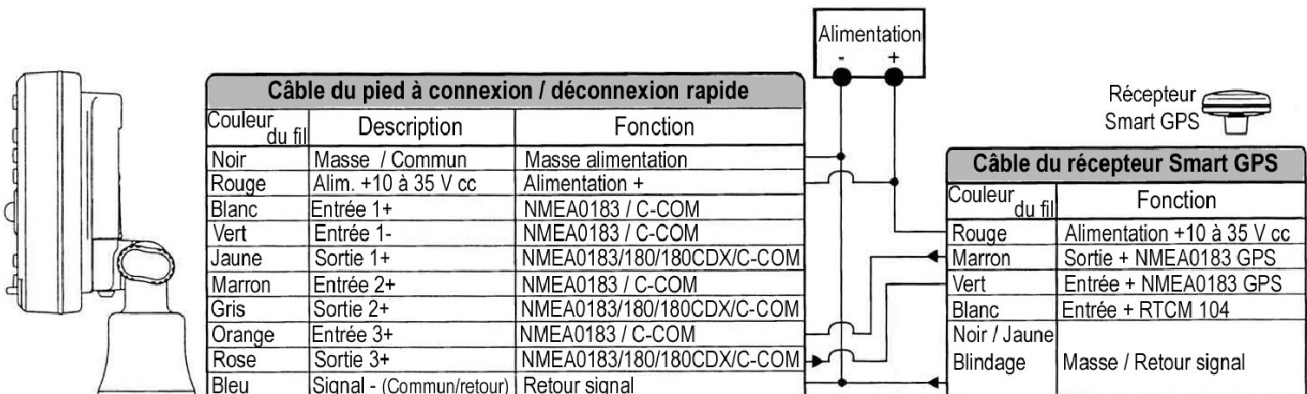 Alimentation
- +
Récepteur
Smart GPS
Câble du pied à connexion / déconnexion rapide
Couleur du fil Description Fonction
Noir Masse / Commun Masse alimentation
Rouge Alim. +10 à 35 V cc Alimentation +
Blanc Entrée 1+ NMEA0183 / C-COM
Vert Entrée 1- NMEA0183 / C-COM
Jaune Sortie 1+ NMEA0183/180/180CDX/C-COM
Marron Entrée 2+ NMEA0183 / C-COM
Gris Sortie 2+ NMEA0183/180/180CDX/C-COM
Orange Entrée 3+ NMEA0183 / C-COM
Rose Sortie 3+ NMEA0183/180/180CDX/C-COM
Bleu Signal - (Commun/retour) Retour signal
Câble du récepteur Smart GPS
Couleur du fil Fonction
Rouge Alimentation +10 à 35 V cc
Marron Sortie + NMEA0183 GPS
Vert Entrée + NMEA0183 GPS
Blanc Entrée + RTCM 104
Noir / Jaune
Blindage Masse / Retour signal